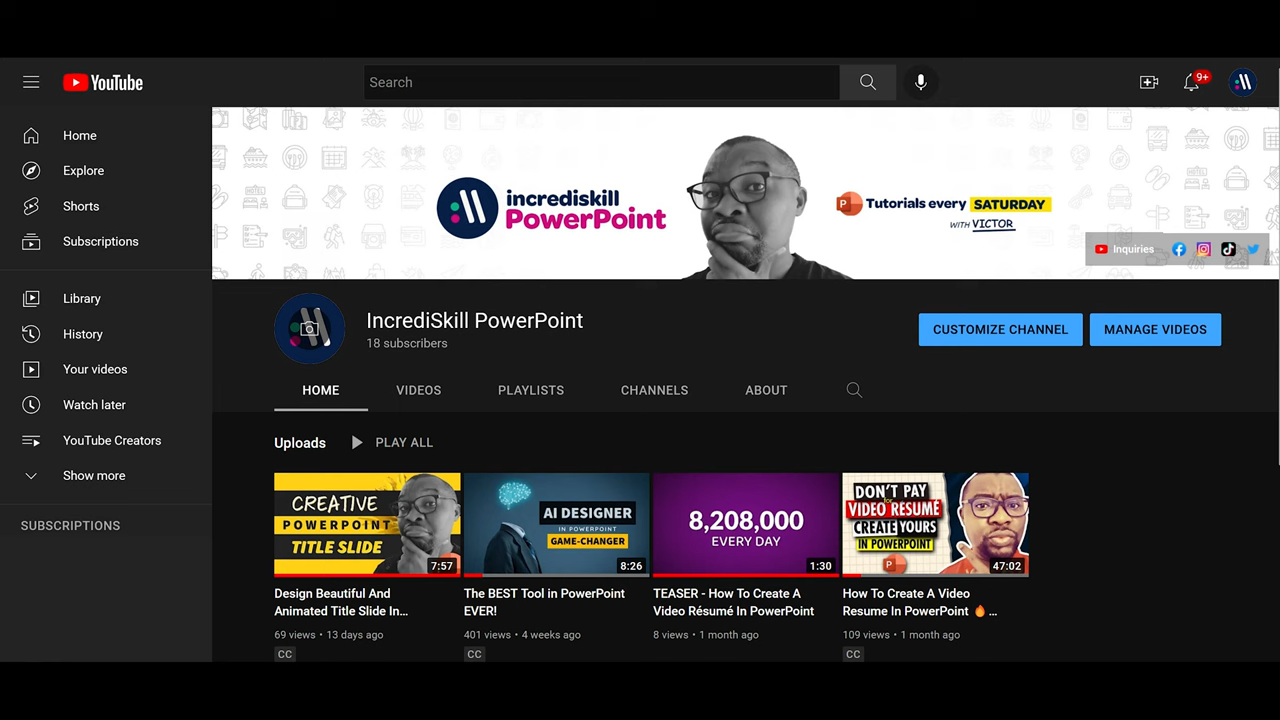 YouTube
Search
9+
Home
Explore
Shorts
Subscriptions
Library
History
Your videos
Watch later
YouTube Creators
Show more
SUBSCRIPTIONS
incrediskill
PowerPoint
P Tutorials every SATURDAY
WITH VICTOR
Inquiries
IncrediSkill PowerPoint
18 subscribers
CUSTOMIZE CHANNEL
MANAGE VIDEOS
HOME
VIDEOS
PLAYLISTS
CHANNELS
ABOUT
Uploads
PLAY ALL
CREATIVE
POWERPOINT
TITLE SLIDE
7:57
Design Beautiful And
Animated Title Slide In...
69 views • 13 days ago
CC
AI DESIGNER
IN POWERPOINT
GAME-CHANGER
8:26
The BEST Tool in PowerPoint
EVER!
401 views • 4 weeks ago
CC
8,208,000
EVERY DAY
1:30
TEASER - How To Create A
Video Résumé In PowerPoint
8 views • 1 month ago
DON'T PAY
for
VIDEO RESUMÉ
CREATE YOURS
IN POWERPOINT
P
47:02
How To Create A Video
Resume In PowerPoint 🔥 ...
109 views • 1 month ago
CC